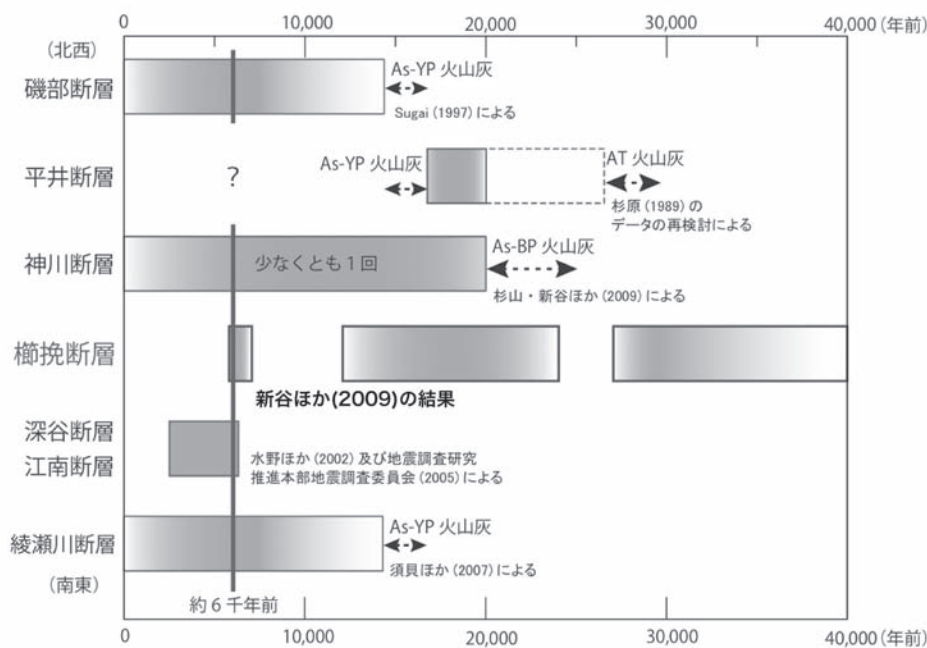 0 10,000 20,000 30,000 40,000 (年前)
(北西)
磯部断層
As-YP 火山灰
Sugai (1997) による
平井断層
?
As-YP 火山灰
AT 火山灰
杉原 (1989) の
データの再検討による
神川断層
少なくとも1回
As-BP 火山灰
杉山・新谷ほか (2009) による
櫛挽断層
新谷ほか(2009)の結果
深谷断層
江南断層
水野ほか (2002) 及び地震調査研究
推進本部地震調査委員会 (2005) による
綾瀬川断層
As-YP 火山灰
須貝ほか (2007) による
(南東)
約6千年前
0 10,000 20,000 30,000 40,000 (年前)